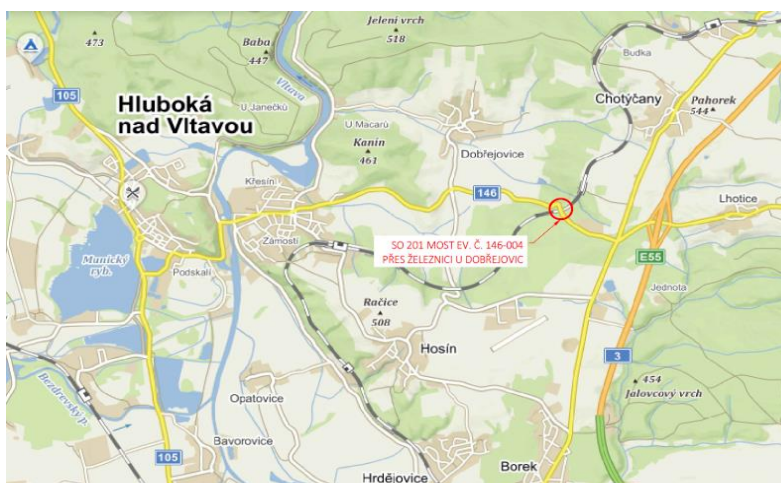 Jelení vrch
518
473
Baba
447
Vltava
Buďka
105
U Janečků
Chotýčany
Pahorek
544
Hluboká
nad Vltavou
U Macarů
Kanín
461
Dobřejovice
Křesín
146
Lhotice
SO 201 MOST EV. Č. 146-004
PŘES ŽELEZNICI U DOBŘEJOVIC
Zámostí
Munický
ryb.
E55
Podskalí
Jednota
Račice
508
Hosín
3
454
Jalovcový vrch
Bezdrevský p.
Opatovice
Bavorovice
105
Hrdějovice
Borek